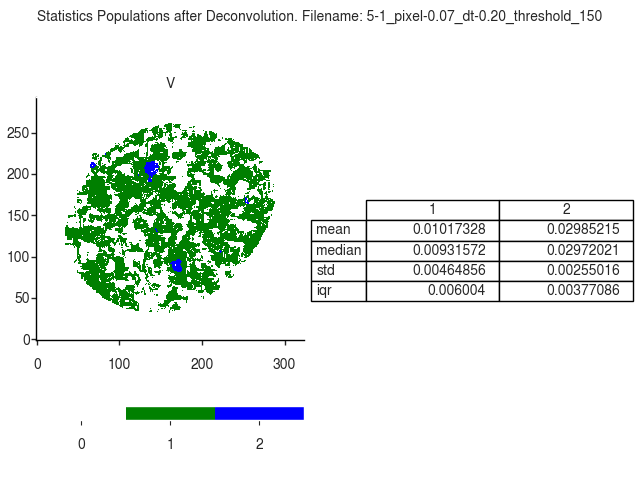 Statistics Populations after Deconvolution. Filename: 5-1_pixel-0.07_dt-0.20_threshold_150
V
250
200
150
100
50
0
0 100 200 300
1 2
mean 0.01017328 0.02985215
median 0.00931572 0.02972021
std 0.00464856 0.00255016
iqr 0.006004 0.00377086
0 1 2